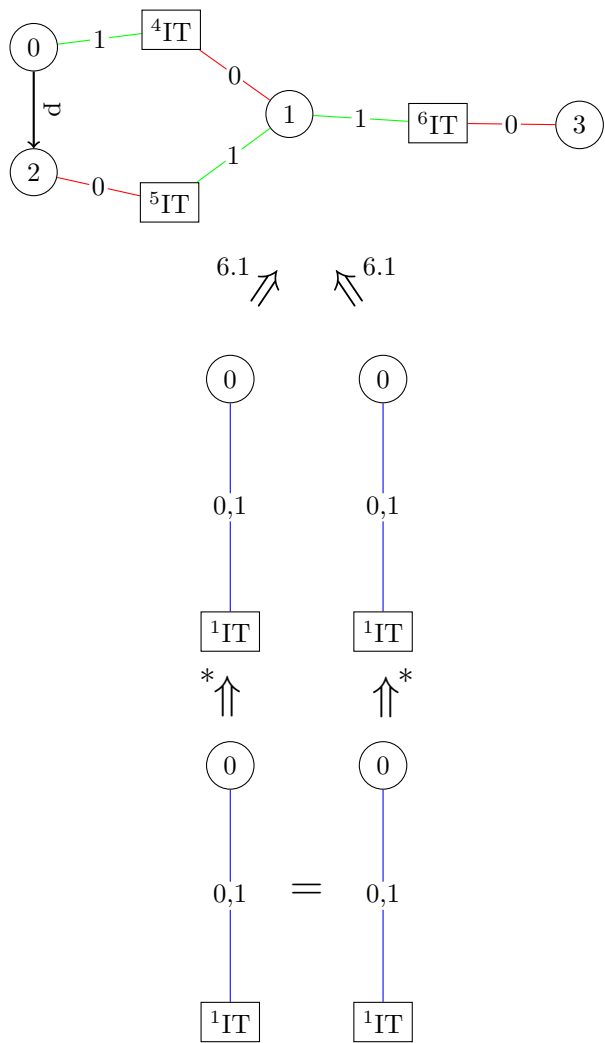 0 1 ⁴IT
0
p
1 1 ⁶IT 0 3
1
2 0 ⁵IT
6.1 ⇗ ⇖ 6.1
0 0
0,1 0,1
¹IT ¹IT
* ⇑ ⇑ *
0 0
0,1 = 0,1
¹IT ¹IT